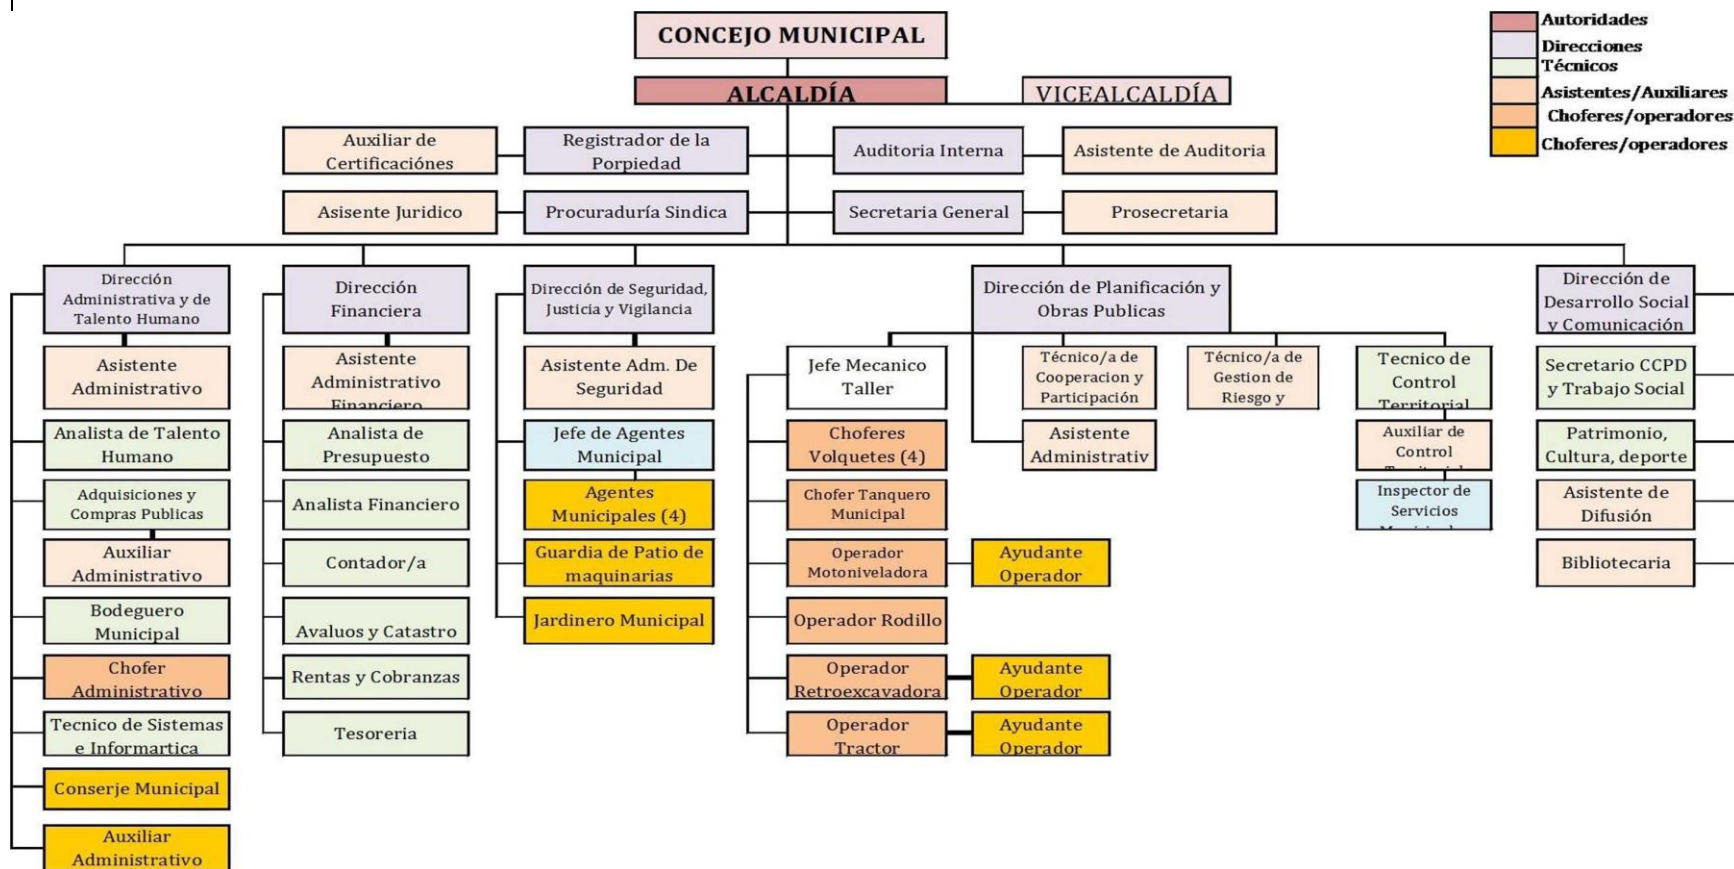 CONCEJO MUNICIPAL
ALCALDÍA
VICEALCALDÍA
Autoridades
Direcciones
Técnicos
Asistentes/Auxiliares
Choferes/operadores
Choferes/operadores
Auxiliar de
Certificaciónes
Registrador de la
Porpiedad
Auditoria Interna
Asistente de Auditoria
Asisente Juridico
Procuraduría Sindica
Secretaria General
Prosecretaria
Dirección
Administrativa y de
Talento Humano
Asistente
Administrativo
Analista de Talento
Humano
Adquisiciones y
Compras Publicas
Auxiliar
Administrativo
Bodeguero
Municipal
Chofer
Administrativo
Tecnico de Sistemas
e Informartica
Conserje Municipal
Auxiliar
Administrativo
Dirección
Financiera
Asistente
Administrativo
Financiero
Analista de
Presupuesto
Analista Financiero
Contador/a
Avaluos y Catastro
Rentas y Cobranzas
Tesoreria
Dirección de Seguridad,
Justicia y Vigilancia
Asistente Adm. De
Seguridad
Jefe de Agentes
Municipal
Agentes
Municipales (4)
Guardia de Patio de
maquinarias
Jardinero Municipal
Dirección de Planificación y
Obras Publicas
Jefe Mecanico
Taller
Choferes
Volquetes (4)
Chofer Tanquero
Municipal
Operador
Motoniveladora
Ayudante
Operador
Operador Rodillo
Operador
Retroexcavadora
Ayudante
Operador
Operador
Tractor
Ayudante
Operador
Técnico/a de
Cooperacion y
Participación
Asistente
Administrativ
Técnico/a de
Gestion de
Riesgo y
Tecnico de
Control
Territorial
Auxiliar de
Control
Inspector de
Servicios
Dirección de
Desarrollo Social
y Comunicación
Secretario CCPD
y Trabajo Social
Patrimonio,
Cultura, deporte
Asistente de
Difusión
Bibliotecaria